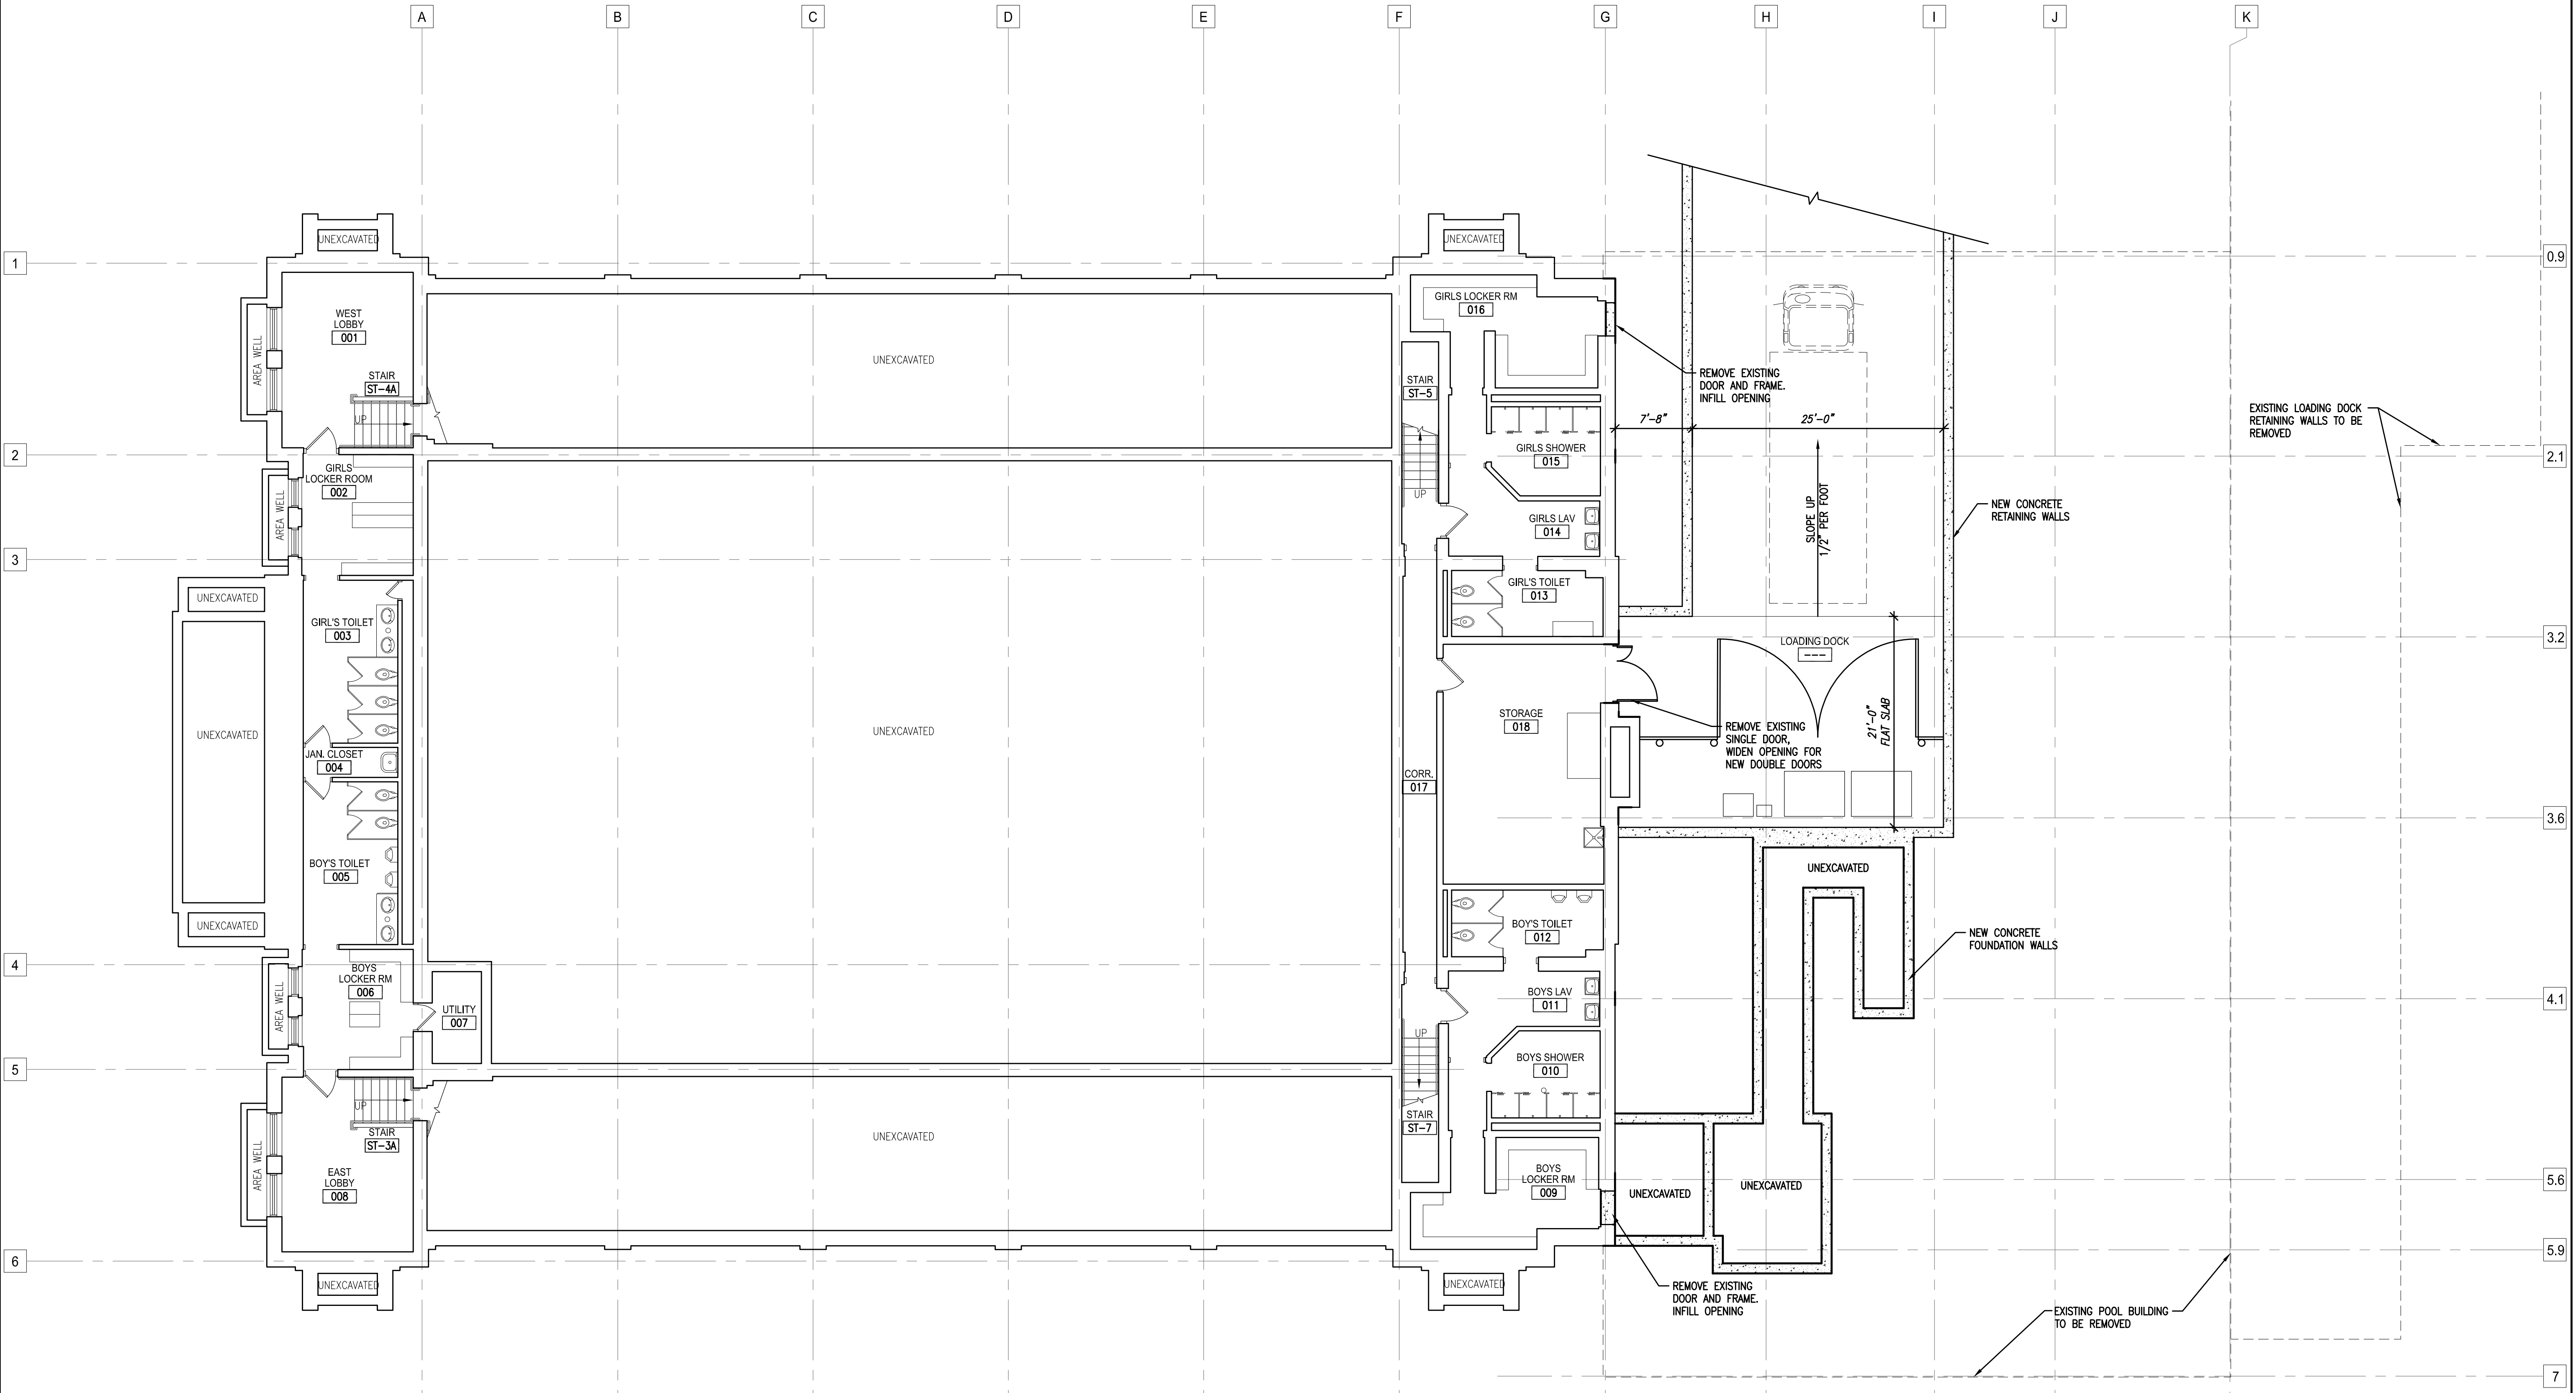 A
B
C
D
E
F
G
H
I
J
K
1
2
3
4
5
6
0.9
2.1
3.2
3.6
4.1
5.6
5.9
7
UNEXCAVATED
WEST
LOBBY
001
AREA WELL
STAIR
ST-4A
UP
GIRLS
LOCKER ROOM
002
AREA WELL
UNEXCAVATED
UNEXCAVATED
UNEXCAVATED
GIRL'S TOILET
003
JAN. CLOSET
004
BOY'S TOILET
005
BOYS
LOCKER RM
006
AREA WELL
UTILITY
007
UP
STAIR
ST-3A
EAST
LOBBY
008
AREA WELL
UNEXCAVATED
UNEXCAVATED
UNEXCAVATED
UNEXCAVATED
UNEXCAVATED
GIRLS LOCKER RM
016
STAIR
ST-5
UP
GIRLS SHOWER
015
GIRLS LAV
014
GIRL'S TOILET
013
STORAGE
018
CORR.
017
BOY'S TOILET
012
BOYS LAV
011
UP
BOYS SHOWER
010
STAIR
ST-7
BOYS
LOCKER RM
009
UNEXCAVATED
REMOVE EXISTING
DOOR AND FRAME.
INFILL OPENING
7'-8"
25'-0"
SLOPE UP
1/2" PER FOOT
NEW CONCRETE
RETAINING WALLS
EXISTING LOADING DOCK
RETAINING WALLS TO BE
REMOVED
LOADING DOCK
---
21'-0"
FLAT SLAB
REMOVE EXISTING
SINGLE DOOR,
WIDEN OPENING FOR
NEW DOUBLE DOORS
UNEXCAVATED
NEW CONCRETE
FOUNDATION WALLS
UNEXCAVATED
UNEXCAVATED
REMOVE EXISTING
DOOR AND FRAME.
INFILL OPENING
EXISTING POOL BUILDING
TO BE REMOVED